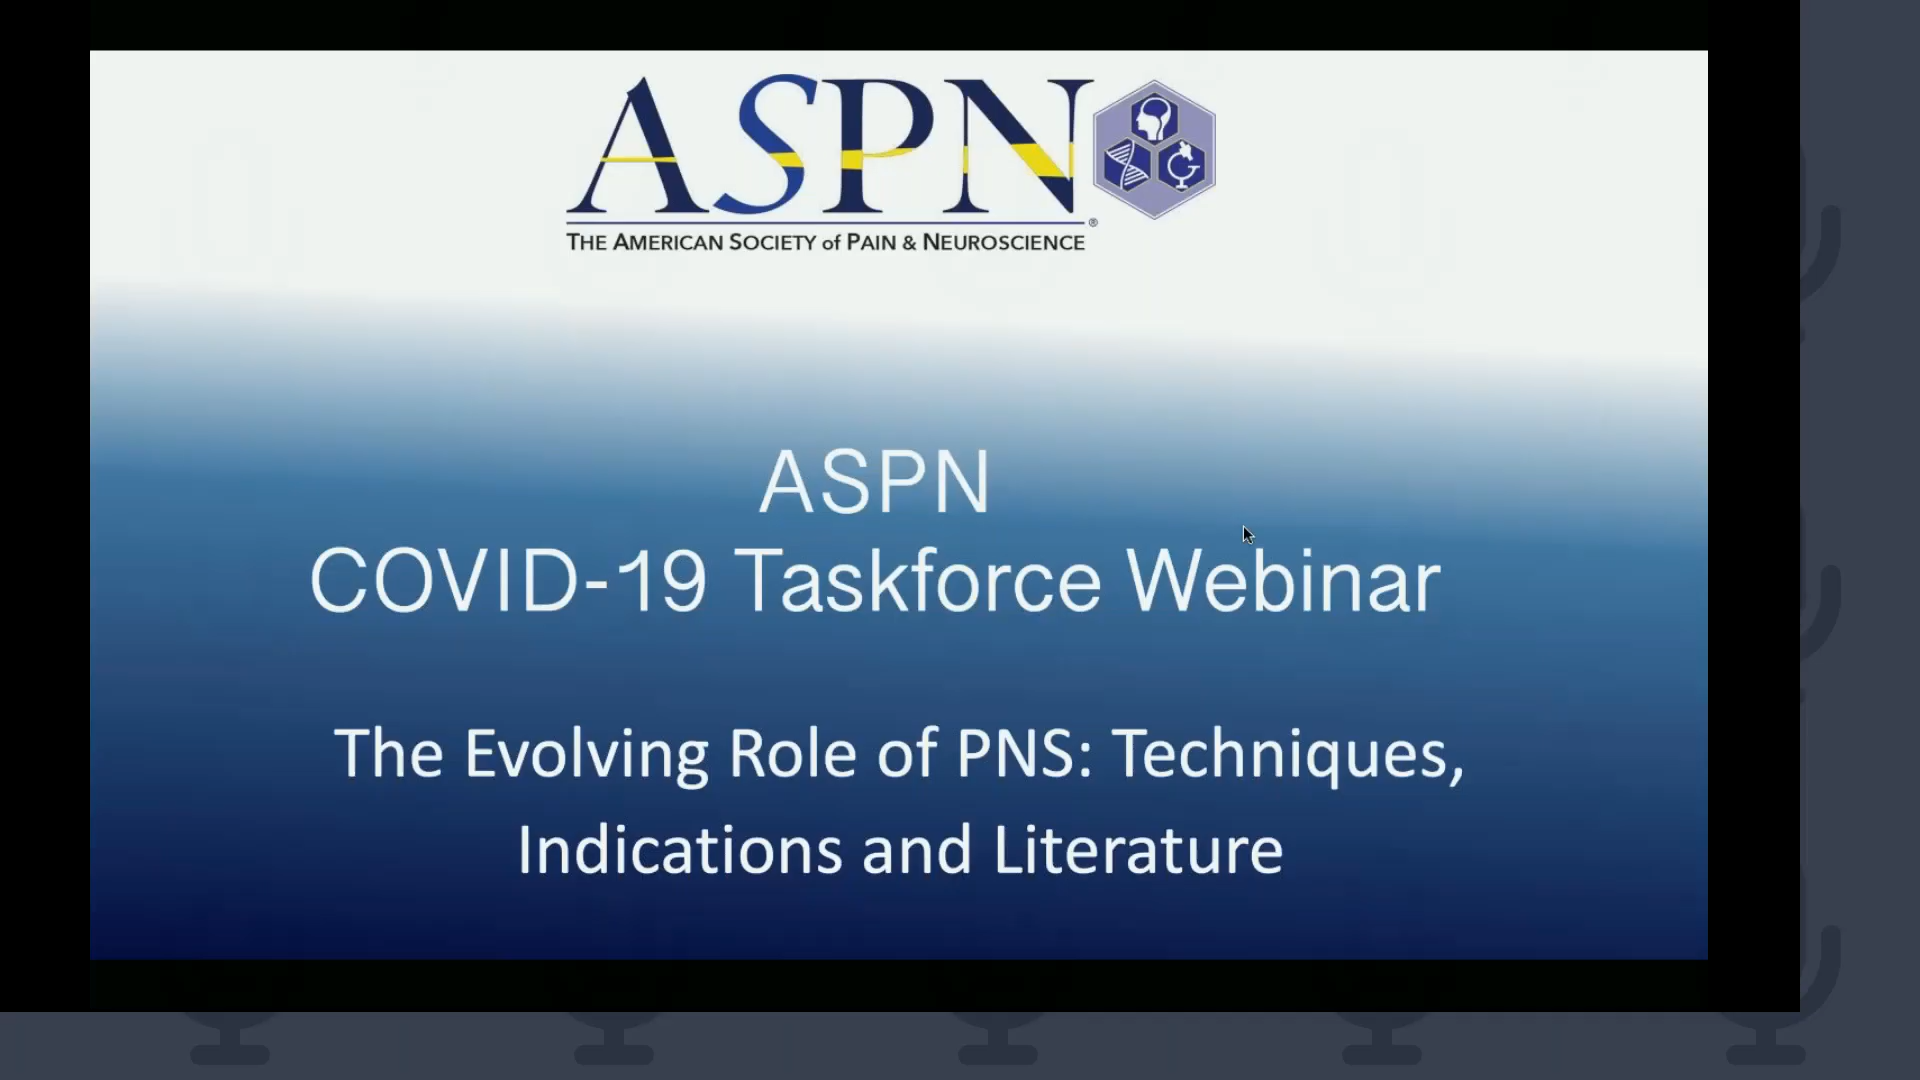 ASPN
®
THE AMERICAN SOCIETY of PAIN & NEUROSCIENCE
ASPN
COVID-19 Taskforce Webinar
The Evolving Role of PNS: Techniques,
Indications and Literature